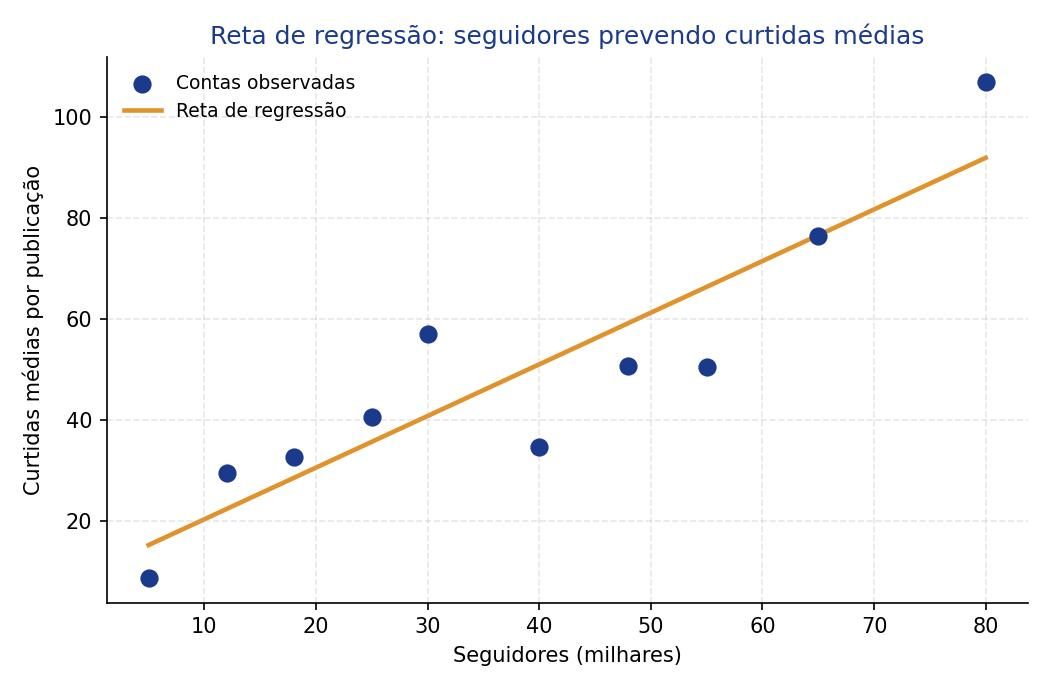 Reta de regressão: seguidores prevendo curtidas médias
Contas observadas
Reta de regressão
Curtidas médias por publicação
100
80
60
40
20
10 20 30 40 50 60 70 80
Seguidores (milhares)